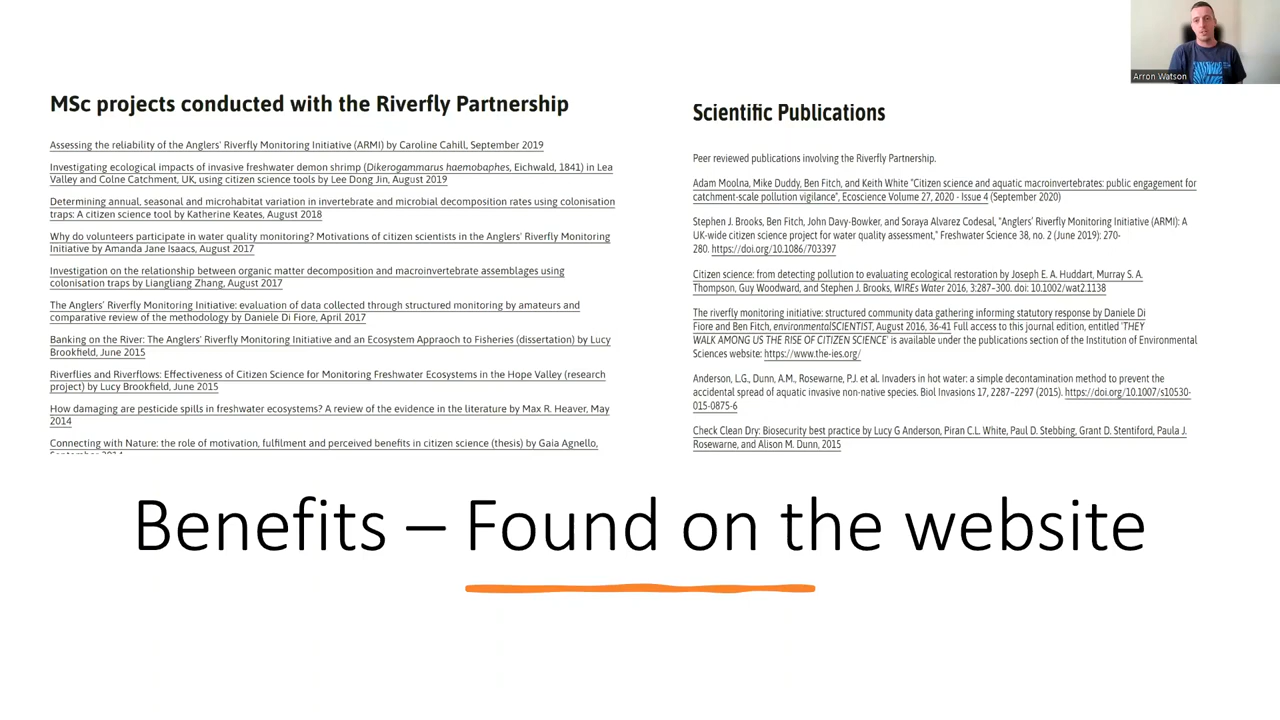 Arron Watson
MSc projects conducted with the Riverfly Partnership
Assessing the reliability of the Anglers' Riverfly Monitoring Initiative (ARMI) by Caroline Cahill, September 2019
Investigating ecological impacts of invasive freshwater demon shrimp (Dikerogammarus haemobaphes, Eichwald, 1841) in Lea
Valley and Colne Catchment, UK, using citizen science tools by Lee Dong Jin, August 2019
Determining annual, seasonal and microhabitat variation in invertebrate and microbial decomposition rates using colonisation
traps: A citizen science tool by Katherine Keates, August 2018
Why do volunteers participate in water quality monitoring? Motivations of citizen scientists in the Anglers' Riverfly Monitoring
Initiative by Amanda Jane Isaacs, August 2017
Investigation on the relationship between organic matter decomposition and macroinvertebrate assemblages using
colonisation traps by Liangliang Zhang, August 2017
The Anglers' Riverfly Monitoring Initiative: evaluation of data collected through structured monitoring by amateurs and
comparative review of the methodology by Daniele Di Fiore, April 2017
Banking on the River: The Anglers' Riverfly Monitoring Initiative and an Ecosystem Appraoch to Fisheries (dissertation) by Lucy
Brookfield, June 2015
Riverflies and Riverflows: Effectiveness of Citizen Science for Monitoring Freshwater Ecosystems in the Hope Valley (research
project) by Lucy Brookfield, June 2015
How damaging are pesticide spills in freshwater ecosystems? A review of the evidence in the literature by Max R. Heaver, May
2014
Connecting with Nature: the role of motivation, fulfilment and perceived benefits in citizen science (thesis) by Gaia Agnello,
September 2014
Scientific Publications
Peer reviewed publications involving the Riverfly Partnership.
Adam Moolna, Mike Duddy, Ben Fitch, and Keith White "Citizen science and aquatic macroinvertebrates: public engagement for
catchment-scale pollution vigilance", Ecoscience Volume 27, 2020 - Issue 4 (September 2020)
Stephen J. Brooks, Ben Fitch, John Davy-Bowker, and Soraya Alvarez Codesal, "Anglers' Riverfly Monitoring Initiative (ARMI): A
UK-wide citizen science project for water quality assessment," Freshwater Science 38, no. 2 (June 2019): 270-
280. https://doi.org/10.1086/703397
Citizen science: from detecting pollution to evaluating ecological restoration by Joseph E. A. Huddart, Murray S. A.
Thompson, Guy Woodward, and Stephen J. Brooks, WIREs Water 2016, 3:287–300. doi: 10.1002/wat2.1138
The riverfly monitoring initiative: structured community data gathering informing statutory response by Daniele Di
Fiore and Ben Fitch, environmentalSCIENTIST, August 2016, 36-41 Full access to this journal edition, entitled 'THEY
WALK AMONG US THE RISE OF CITIZEN SCIENCE' is available under the publications section of the Institution of Environmental
Sciences website: https://www.the-ies.org/
Anderson, L.G., Dunn, A.M., Rosewarne, P.J. et al. Invaders in hot water: a simple decontamination method to prevent the
accidental spread of aquatic invasive non-native species. Biol Invasions 17, 2287–2297 (2015). https://doi.org/10.1007/s10530-
015-0875-6
Check Clean Dry: Biosecurity best practice by Lucy G Anderson, Piran C.L. White, Paul D. Stebbing, Grant D. Stentiford, Paula J.
Rosewarne, and Alison M. Dunn, 2015
Benefits – Found on the website